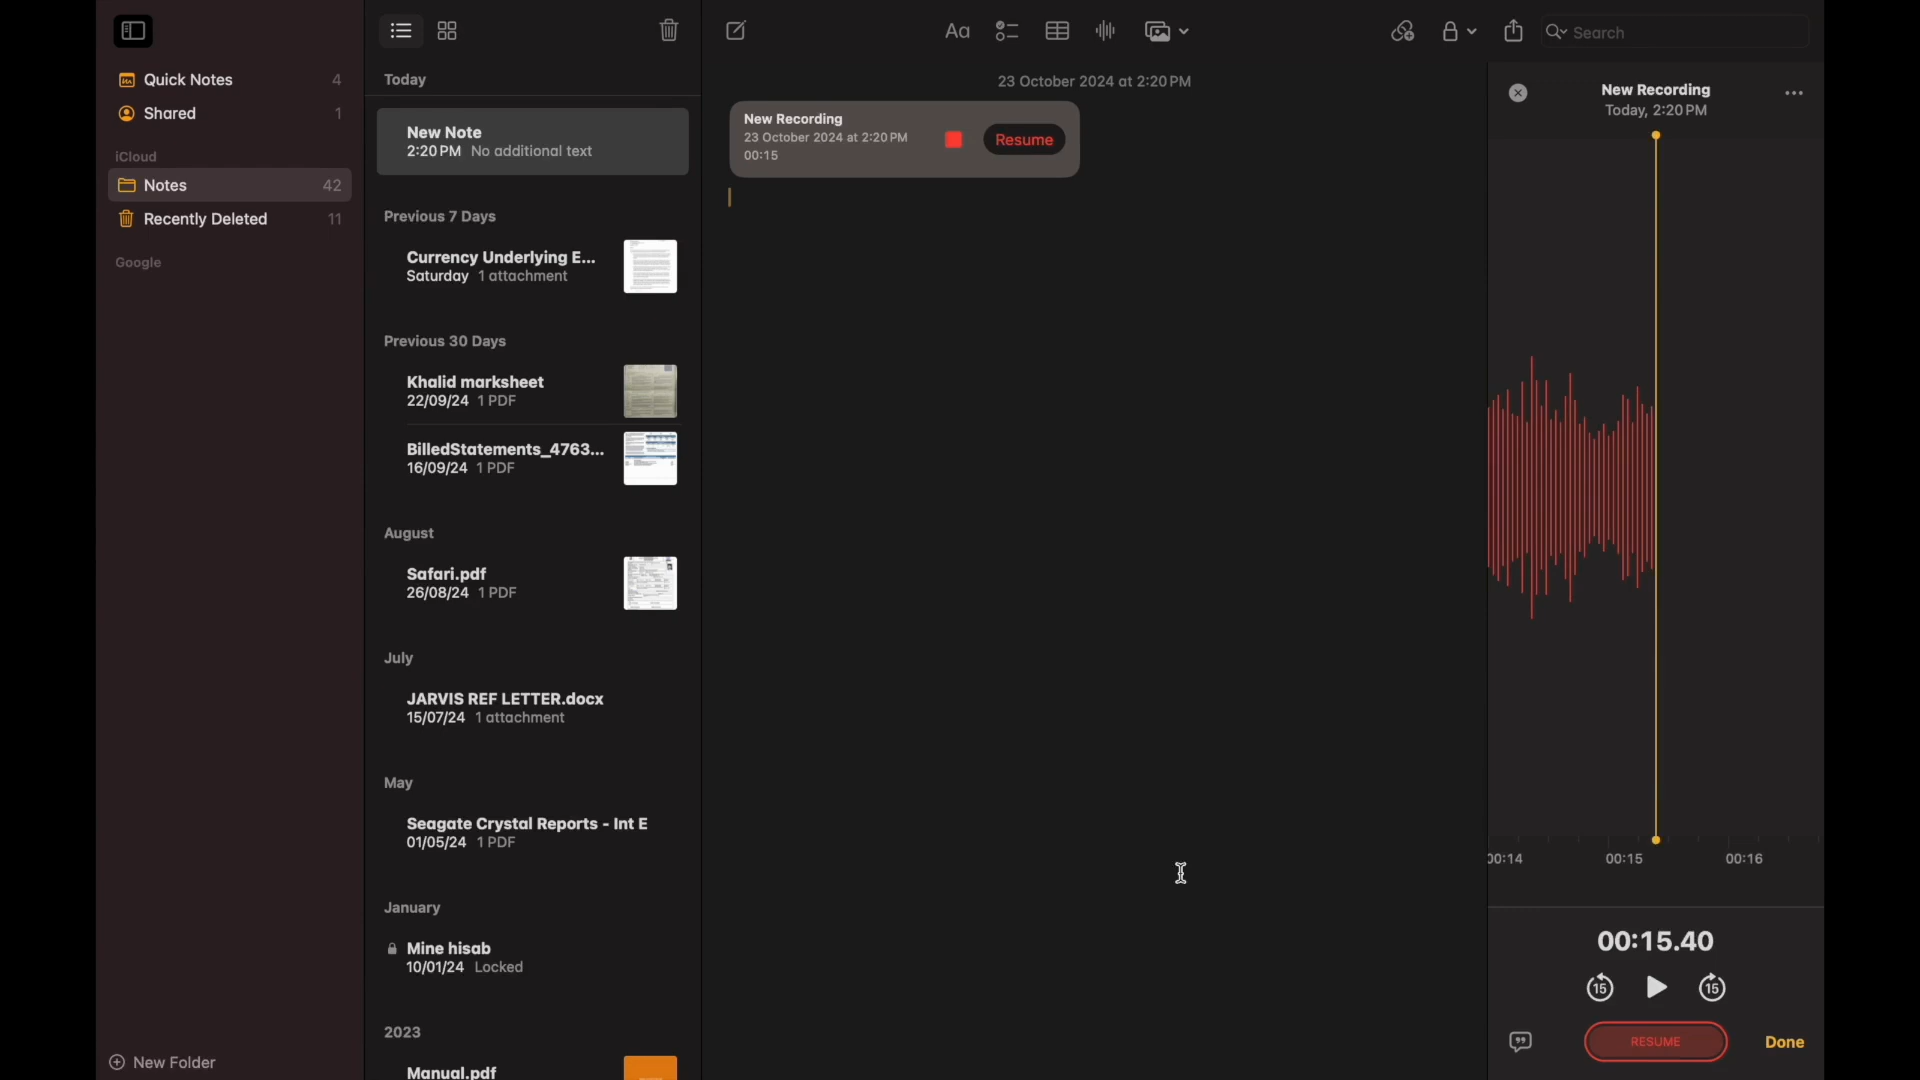 Quick Notes 4
Shared 1
iCloud
Notes 42
Recently Deleted 11
Google
New Folder
Today
New Note
2:20 PM No additional text
Previous 7 Days
Currency Underlying E...
Saturday 1 attachment
Previous 30 Days
Khalid marksheet
22/09/24 1 PDF
BilledStatements_4763...
16/09/24 1 PDF
August
Safari.pdf
26/08/24 1 PDF
July
JARVIS REF LETTER.docx
15/07/24 1 attachment
May
Seagate Crystal Reports - Int E
01/05/24 1 PDF
January
Mine hisab
10/01/24 Locked
2023
Manual.pdf
Aa
Search
23 October 2024 at 2:20 PM
New Recording
23 October 2024 at 2:20 PM
00:15
Resume
New Recording
Today, 2:20 PM
00:14 00:15 00:16
00:15.40
15 15
RESUME
Done